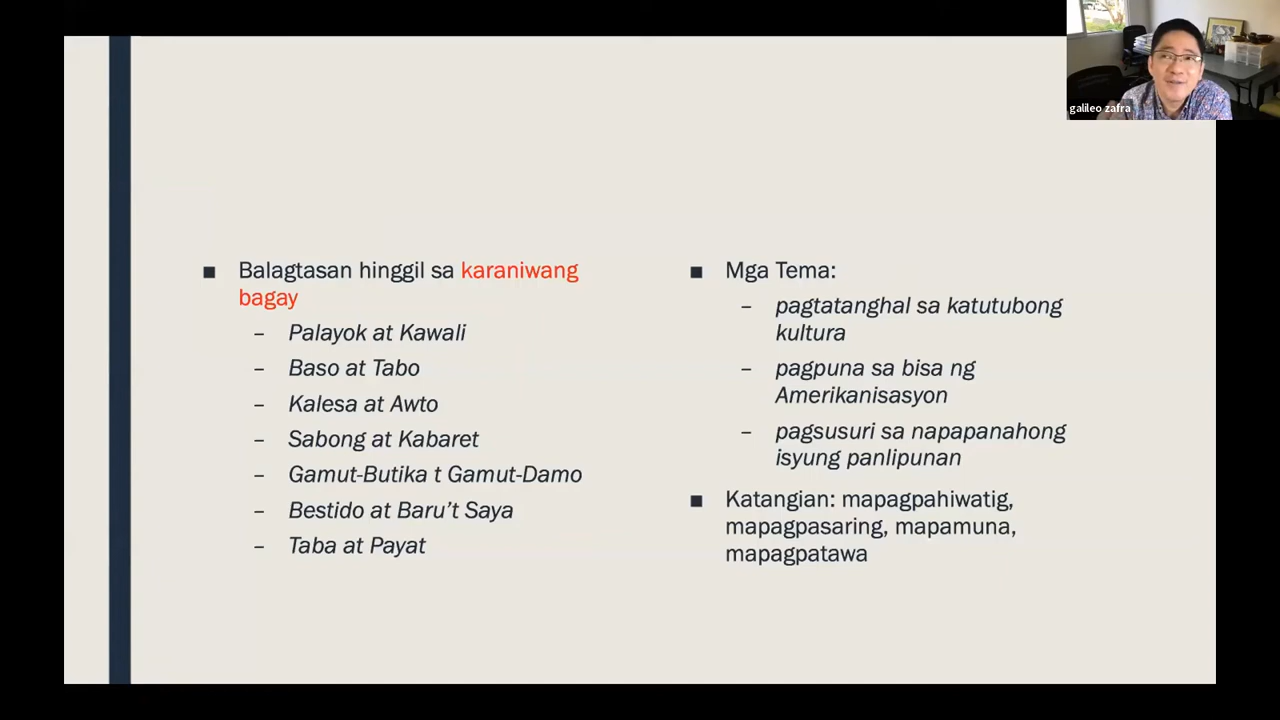 galileo zafra
■ Balagtasan hinggil sa karaniwang
bagay
– Palayok at Kawali
– Baso at Tabo
– Kalesa at Awto
– Sabong at Kabaret
– Gamut-Butika t Gamut-Damo
– Bestido at Baru’t Saya
– Taba at Payat
■ Mga Tema:
– pagtatanghal sa katutubong
kultura
– pagpuna sa bisa ng
Amerikanisasyon
– pagsusuri sa napapanahong
isyung panlipunan
■ Katangian: mapagpahiwatig,
mapagpasaring, mapamuna,
mapagpatawa